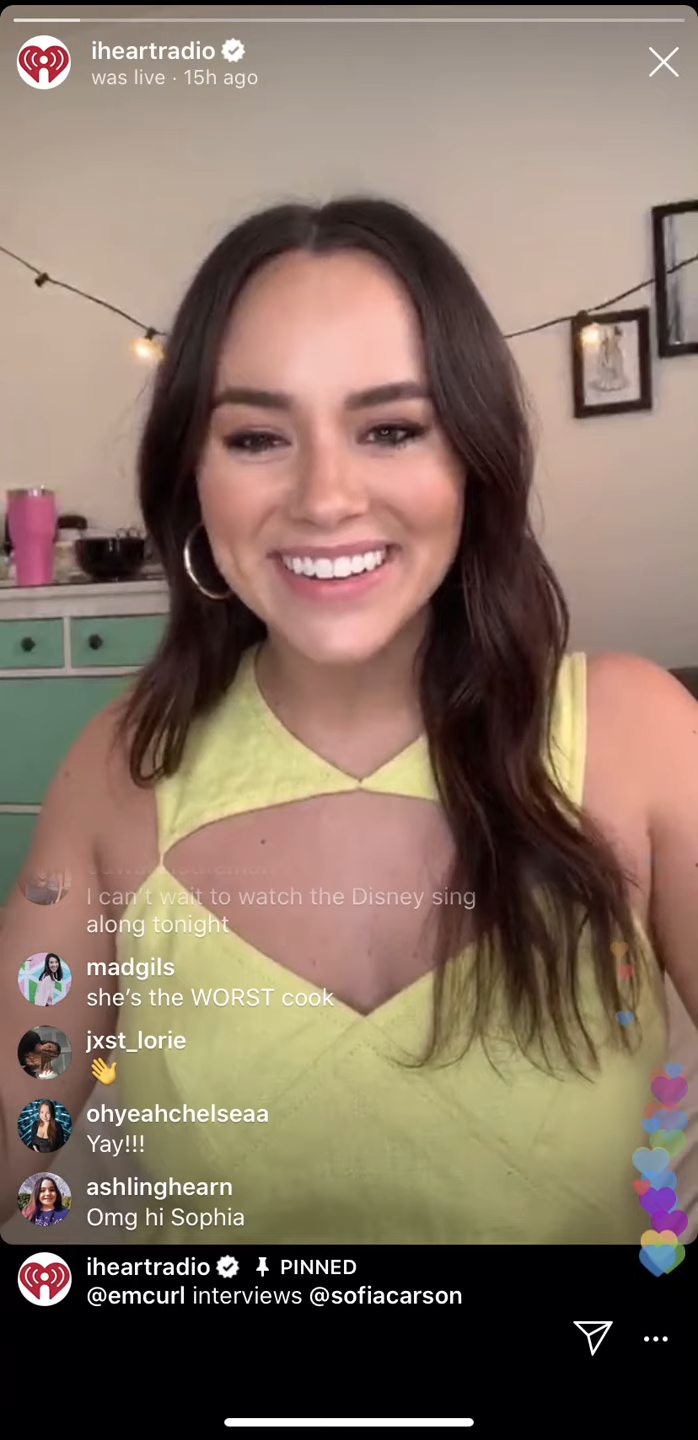 iheartradio
was live · 15h ago
I can't wait to watch the Disney sing
along tonight
madgils
she's the WORST cook
jxst_lorie
👋
ohyeahchelseaa
Yay!!!
ashlinghearn
Omg hi Sophia
iheartradio PINNED
@emcurl interviews @sofiacarson